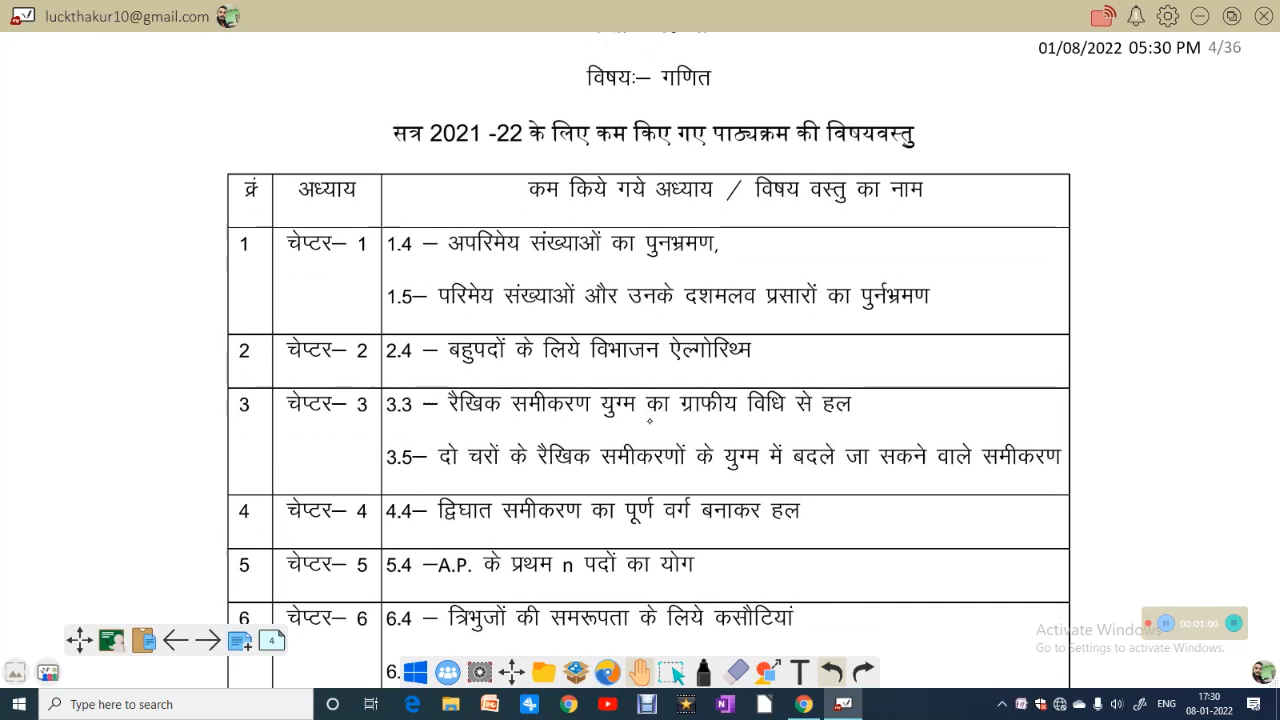 luckthakur10@gmail.com
01/08/2022 05:30 PM 4/36
विषयः– गणित
सत्र 2021 -22 के लिए कम किए गए पाठ्यक्रम की विषयवस्तु
क्रं अध्याय कम किये गये अध्याय / विषय वस्तु का नाम
1 चेप्टर– 1 1.4 – अपरिमेय संख्याओं का पुनभ्रमण,
1.5– परिमेय संख्याओं और उनके दशमलव प्रसारों का पुर्नभ्रमण
2 चेप्टर– 2 2.4 – बहुपदों के लिये विभाजन ऐल्गोरिथ्म
3 चेप्टर– 3 3.3 – रैखिक समीकरण युग्म का ग्राफीय विधि से हल
3.5– दो चरों के रैखिक समीकरणों के युग्म में बदले जा सकने वाले समीकरण
4 चेप्टर– 4 4.4– द्विघात समीकरण का पूर्ण वर्ग बनाकर हल
5 चेप्टर– 5 5.4 –A.P. के प्रथम n पदों का योग
6 चेप्टर– 6 6.4 – त्रिभुजों की समरूपता के लिये कसौटियां
00:01:00
Activate Windows
Go to Settings to activate Windows.
4
6.
T
Type here to search
ENG
17:30
08-01-2022